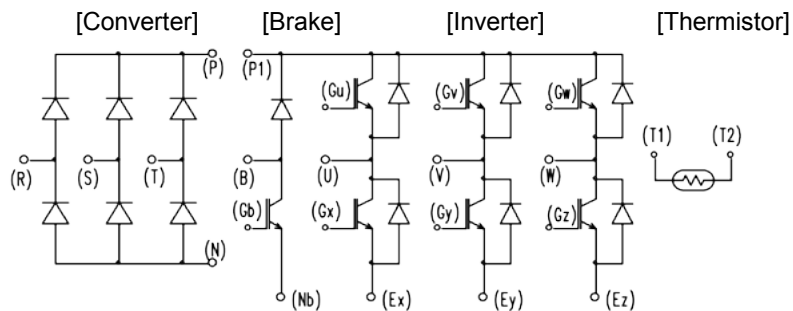 [Converter] [Brake] [Inverter] [Thermistor]
(P) (P1)
(Gu) (Gv) (Gw)
(T1) (T2)
(R) (S) (T) (B) (U) (V) (W)
(Gb) (Gx) (Gy) (Gz)
(N)
(Nb) (Ex) (Ey) (Ez)